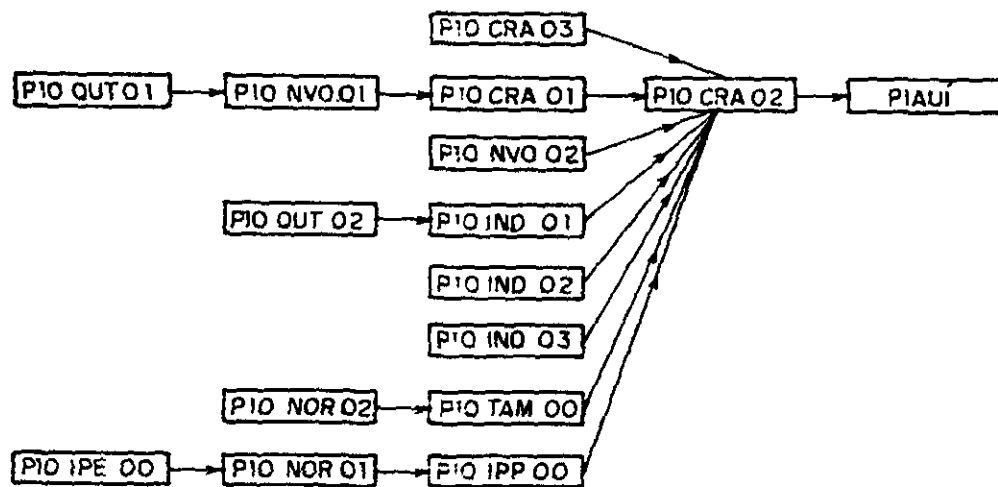 P10 CRA 03
P10 OUT 01 P10 NVO 01 P10 CRA 01 P10 CRA 02 PIAUÍ
P10 NVO 02
P10 OUT 02 P10 IND 01
P10 IND 02
P10 IND 03
P10 NOR 02 P10 TAM 00
P10 IPE 00 P10 NOR 01 P10 IPP 00